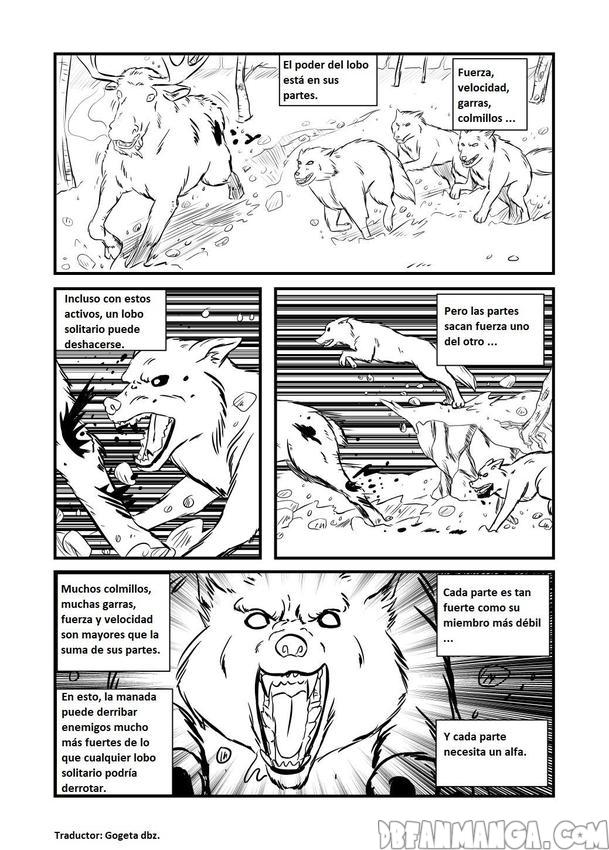 El poder del lobo
está en sus
partes.
Fuerza,
velocidad,
garras,
colmillos ...
Incluso con estos
activos, un lobo
solitario puede
deshacerse.
Pero las partes
sacan fuerza uno
del otro ...
Muchos colmillos,
muchas garras,
fuerza y velocidad
son mayores que la
suma de sus partes.
En esto, la manada
puede derribar
enemigos mucho
más fuertes de lo
que cualquier lobo
solitario podría
derrotar.
Cada parte es tan
fuerte como su
miembro más débil
...
Y cada parte
necesita un alfa.
Traductor: Gogeta dbz.
DBFANMANGA.COM